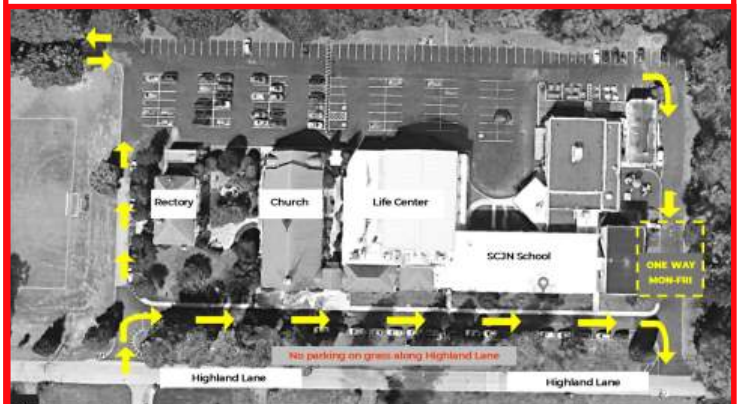 Rectory
Church
Life Center
SCJN School
ONE WAY
MON-FRI
No parking on grass along Highland Lane
Highland Lane
Highland Lane